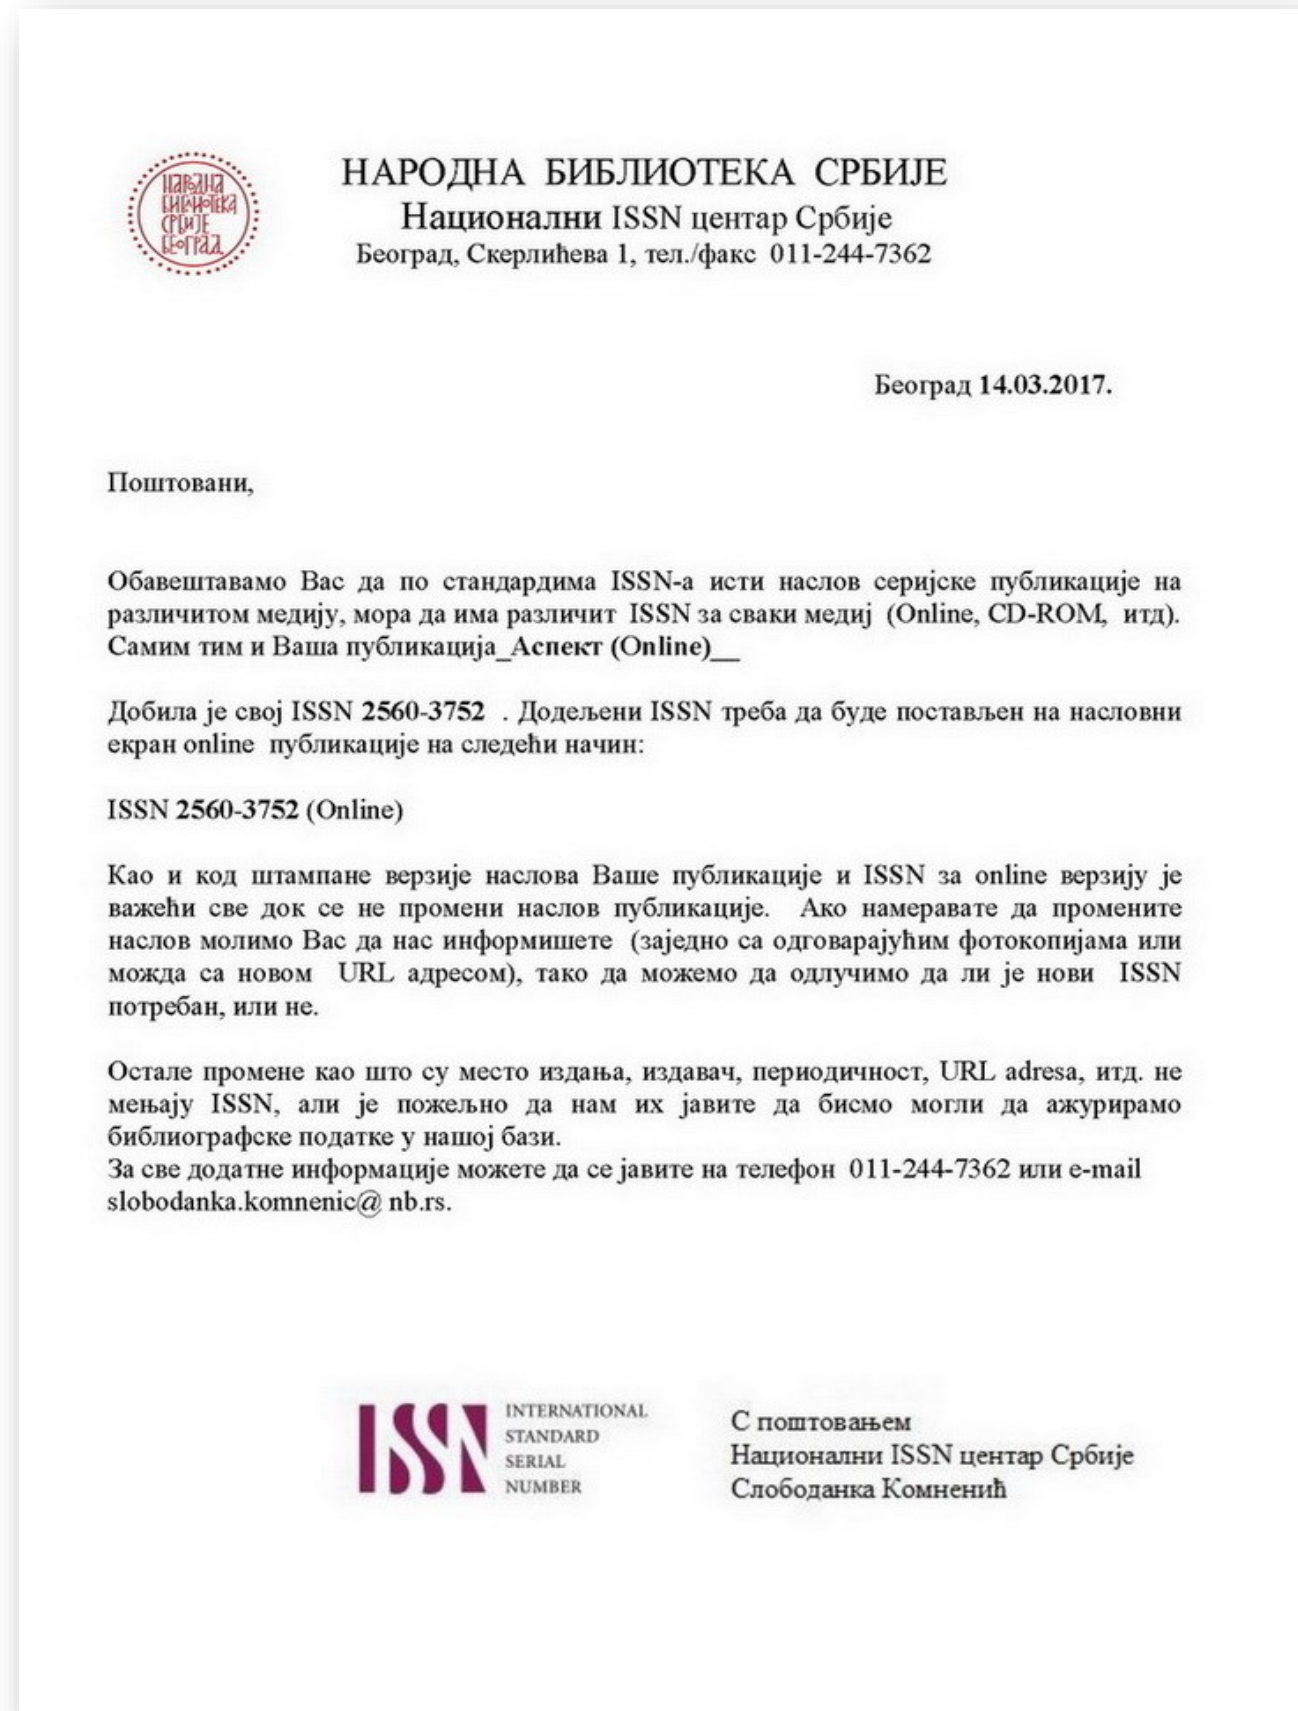 НАРОДНА
БИБЛИОТЕКА
СРБИЈЕ
БЕОГРАД
НАРОДНА БИБЛИОТЕКА СРБИЈЕ
Национални ISSN центар Србије
Београд, Скерлићева 1, тел./факс 011-244-7362
Београд 14.03.2017.
Поштовани,
Обавештавамо Вас да по стандардима ISSN-а исти наслов серијске публикације на
различитом медију, мора да има различит ISSN за сваки медиј (Online, CD-ROM, итд).
Самим тим и Ваша публикација_Аспект (Online)__
Добила је свој ISSN 2560-3752 . Додељени ISSN треба да буде постављен на насловни
екран online публикације на следећи начин:
ISSN 2560-3752 (Online)
Као и код штампане верзије наслова Ваше публикације и ISSN за online верзију је
важећи све док се не промени наслов публикације. Ако намеравате да промените
наслов молимо Вас да нас информишете (заједно са одговарајућим фотокопијама или
можда са новом URL адресом), тако да можемо да одлучимо да ли је нови ISSN
потребан, или не.
Остале промене као што су место издања, издавач, периодичност, URL adresa, итд. не
мењају ISSN, али је пожељно да нам их јавите да бисмо могли да ажурирамо
библиографске податке у нашој бази.
За све додатне информације можете да се јавите на телефон 011-244-7362 или e-mail
slobodanka.komnenic@ nb.rs.
ISSN
INTERNATIONAL
STANDARD
SERIAL
NUMBER
С поштовањем
Национални ISSN центар Србије
Слободанка Комненић